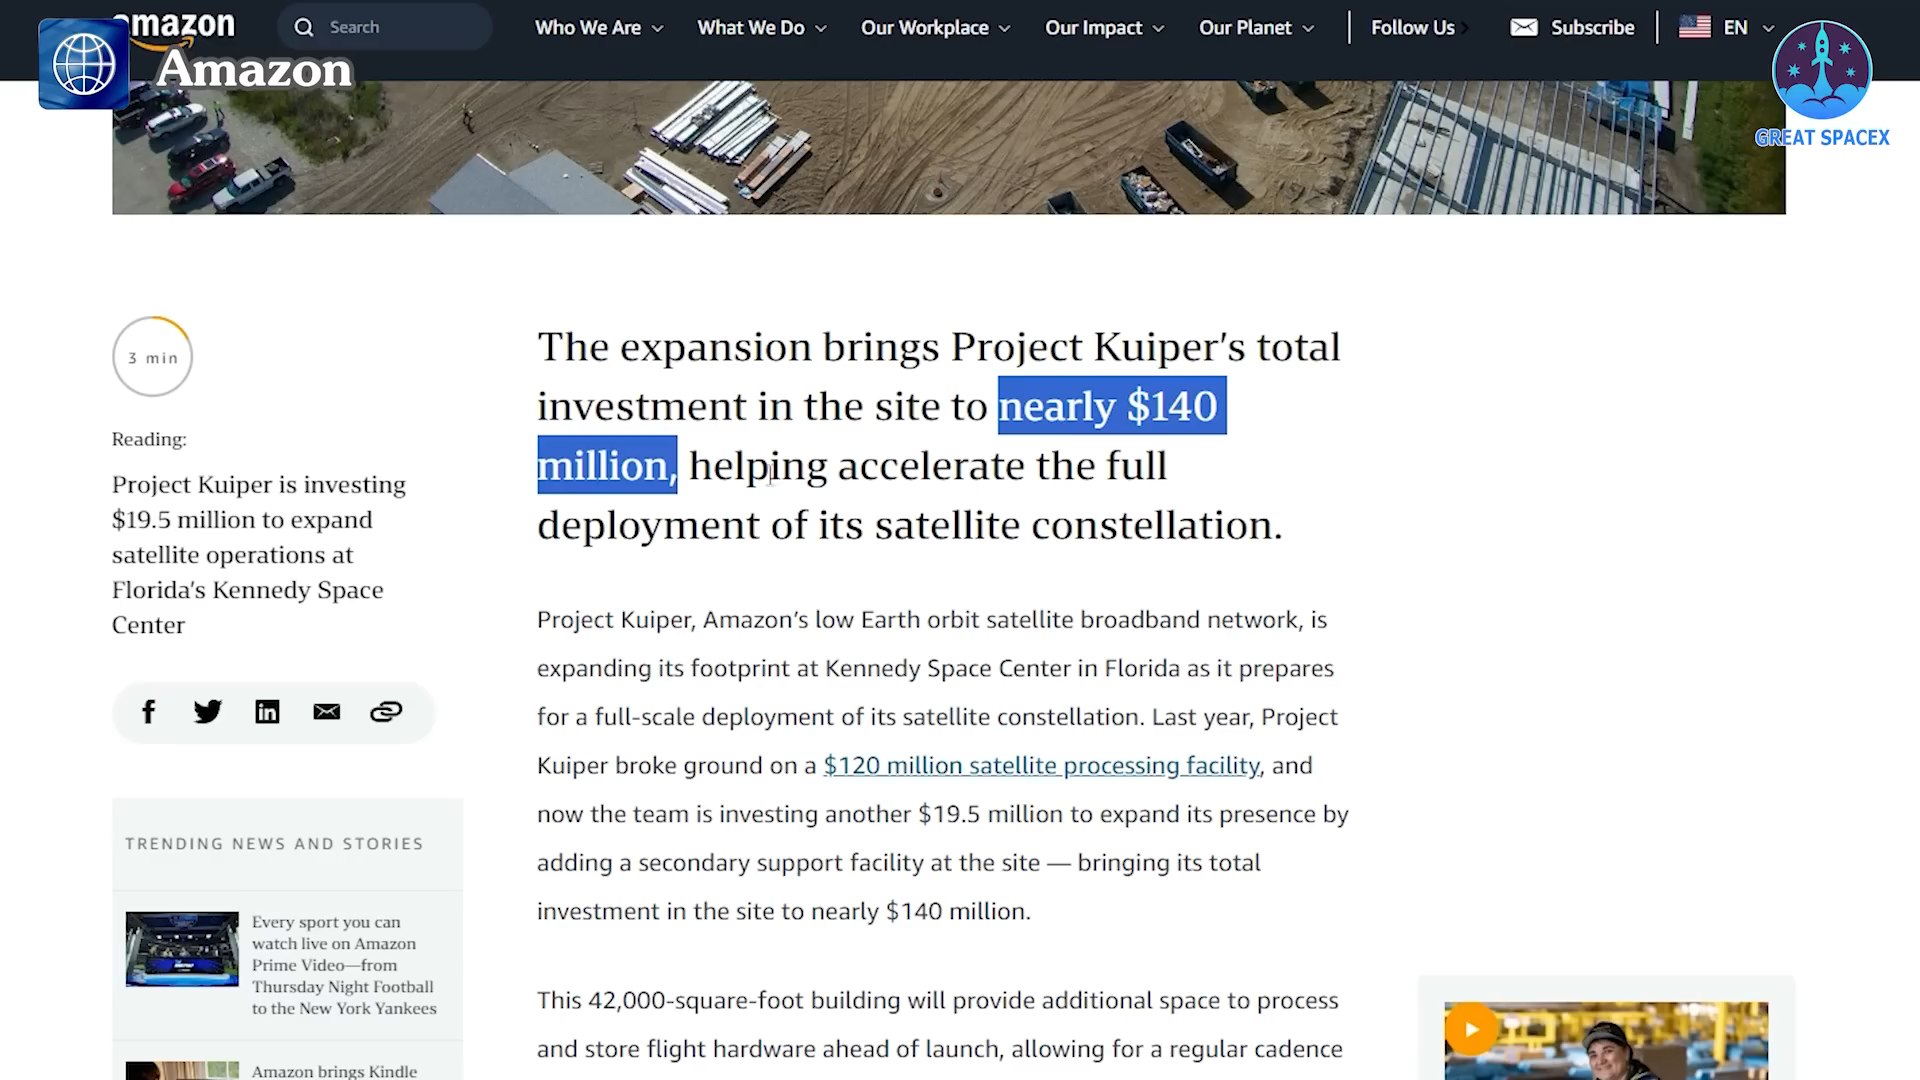 amazon
Search
Who We Are
What We Do
Our Workplace
Our Impact
Our Planet
Follow Us
Subscribe
EN
Amazon
GREAT SPACEX
3 min
Reading:
Project Kuiper is investing
$19.5 million to expand
satellite operations at
Florida’s Kennedy Space
Center
The expansion brings Project Kuiper’s total
investment in the site to nearly $140
million, helping accelerate the full
deployment of its satellite constellation.
Project Kuiper, Amazon’s low Earth orbit satellite broadband network, is
expanding its footprint at Kennedy Space Center in Florida as it prepares
for a full-scale deployment of its satellite constellation. Last year, Project
Kuiper broke ground on a $120 million satellite processing facility, and
now the team is investing another $19.5 million to expand its presence by
adding a secondary support facility at the site — bringing its total
investment in the site to nearly $140 million.
This 42,000-square-foot building will provide additional space to process
and store flight hardware ahead of launch, allowing for a regular cadence
TRENDING NEWS AND STORIES
Every sport you can
watch live on Amazon
Prime Video—from
Thursday Night Football
to the New York Yankees
Amazon brings Kindle